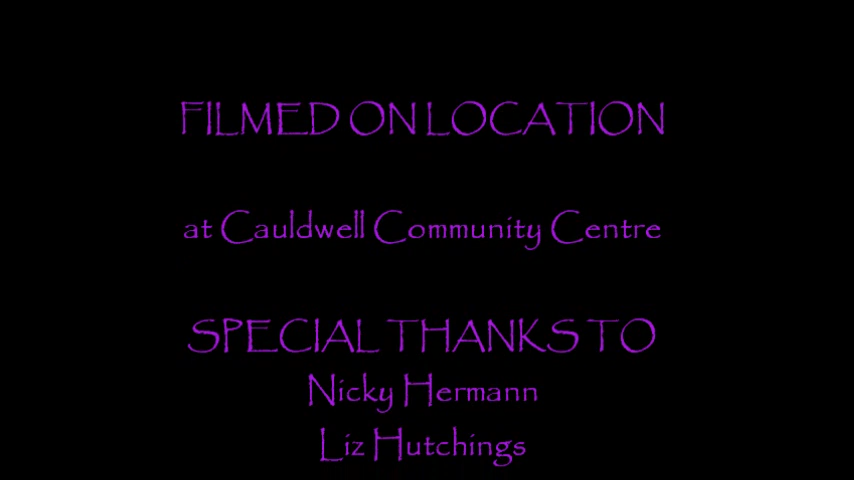 FILMED ON LOCATION
at Cauldwell Community Centre
SPECIAL THANKS TO
Nicky Hermann
Liz Hutchings